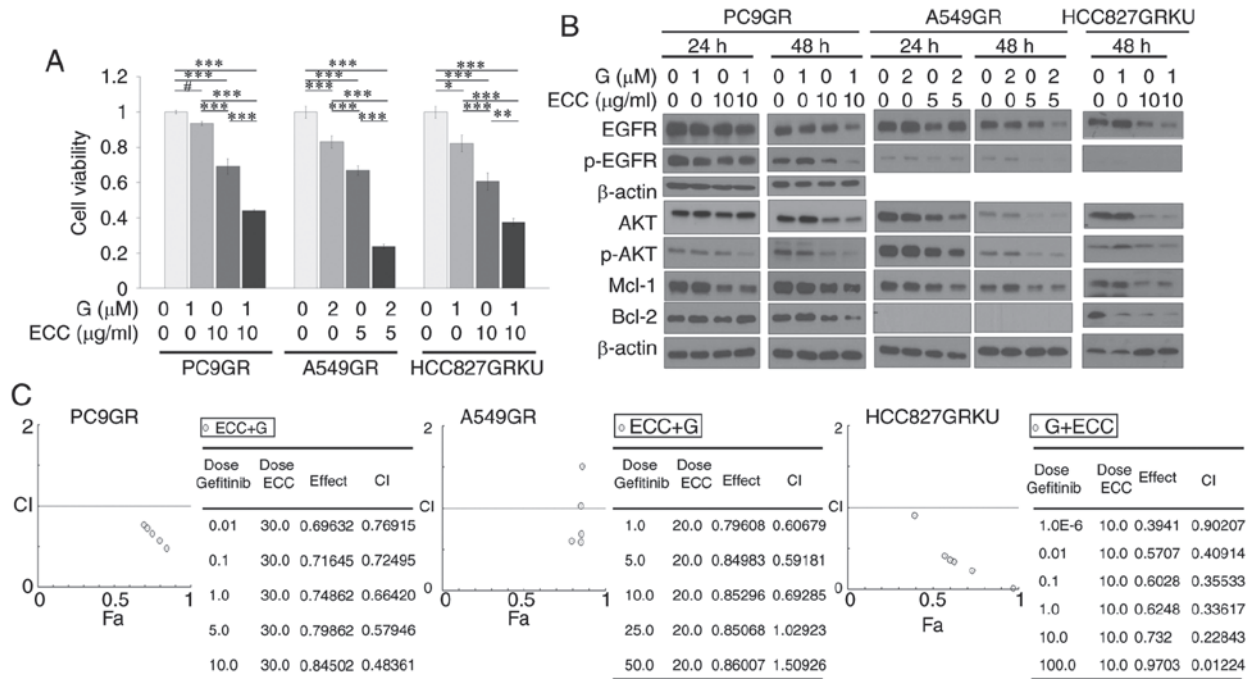 A
Cell viability
1.2
1
0.8
0.6
0.4
0.2
0
*** *** ***
*** *** ***
# *** * ***
*** *** ***
*** *** **
G (μM) 0 1 0 1 0 2 0 2 0 1 0 1
ECC (μg/ml) 0 0 10 10 0 0 5 5 0 0 10 10
PC9GR A549GR HCC827GRKU
B
PC9GR A549GR HCC827GRKU
24 h 48 h 24 h 48 h 48 h
G (μM) 0 1 0 1 0 1 0 1 0 2 0 2 0 2 0 2 0 1 0 1
ECC (μg/ml) 0 0 10 10 0 0 10 10 0 0 5 5 0 0 5 5 0 0 10 10
EGFR
p-EGFR
β-actin
AKT
p-AKT
Mcl-1
Bcl-2
β-actin
C
PC9GR
2
CI
0
0 0.5 1
Fa
ECC+G
Dose Gefitinib Dose ECC Effect CI
0.01 30.0 0.69632 0.76915
0.1 30.0 0.71645 0.72495
1.0 30.0 0.74862 0.66420
5.0 30.0 0.79862 0.57946
10.0 30.0 0.84502 0.48361
A549GR
2
CI
0
0 0.5 1
Fa
ECC+G
Dose Gefitinib Dose ECC Effect CI
1.0 20.0 0.79608 0.60679
5.0 20.0 0.84983 0.59181
10.0 20.0 0.85296 0.69285
25.0 20.0 0.85068 1.02923
50.0 20.0 0.86007 1.50926
HCC827GRKU
2
CI
0
0 0.5 1
Fa
G+ECC
Dose Gefitinib Dose ECC Effect CI
1.0E-6 10.0 0.3941 0.90207
0.01 10.0 0.5707 0.40914
0.1 10.0 0.6028 0.35533
1.0 10.0 0.6248 0.33617
10.0 10.0 0.732 0.22843
100.0 10.0 0.9703 0.01224